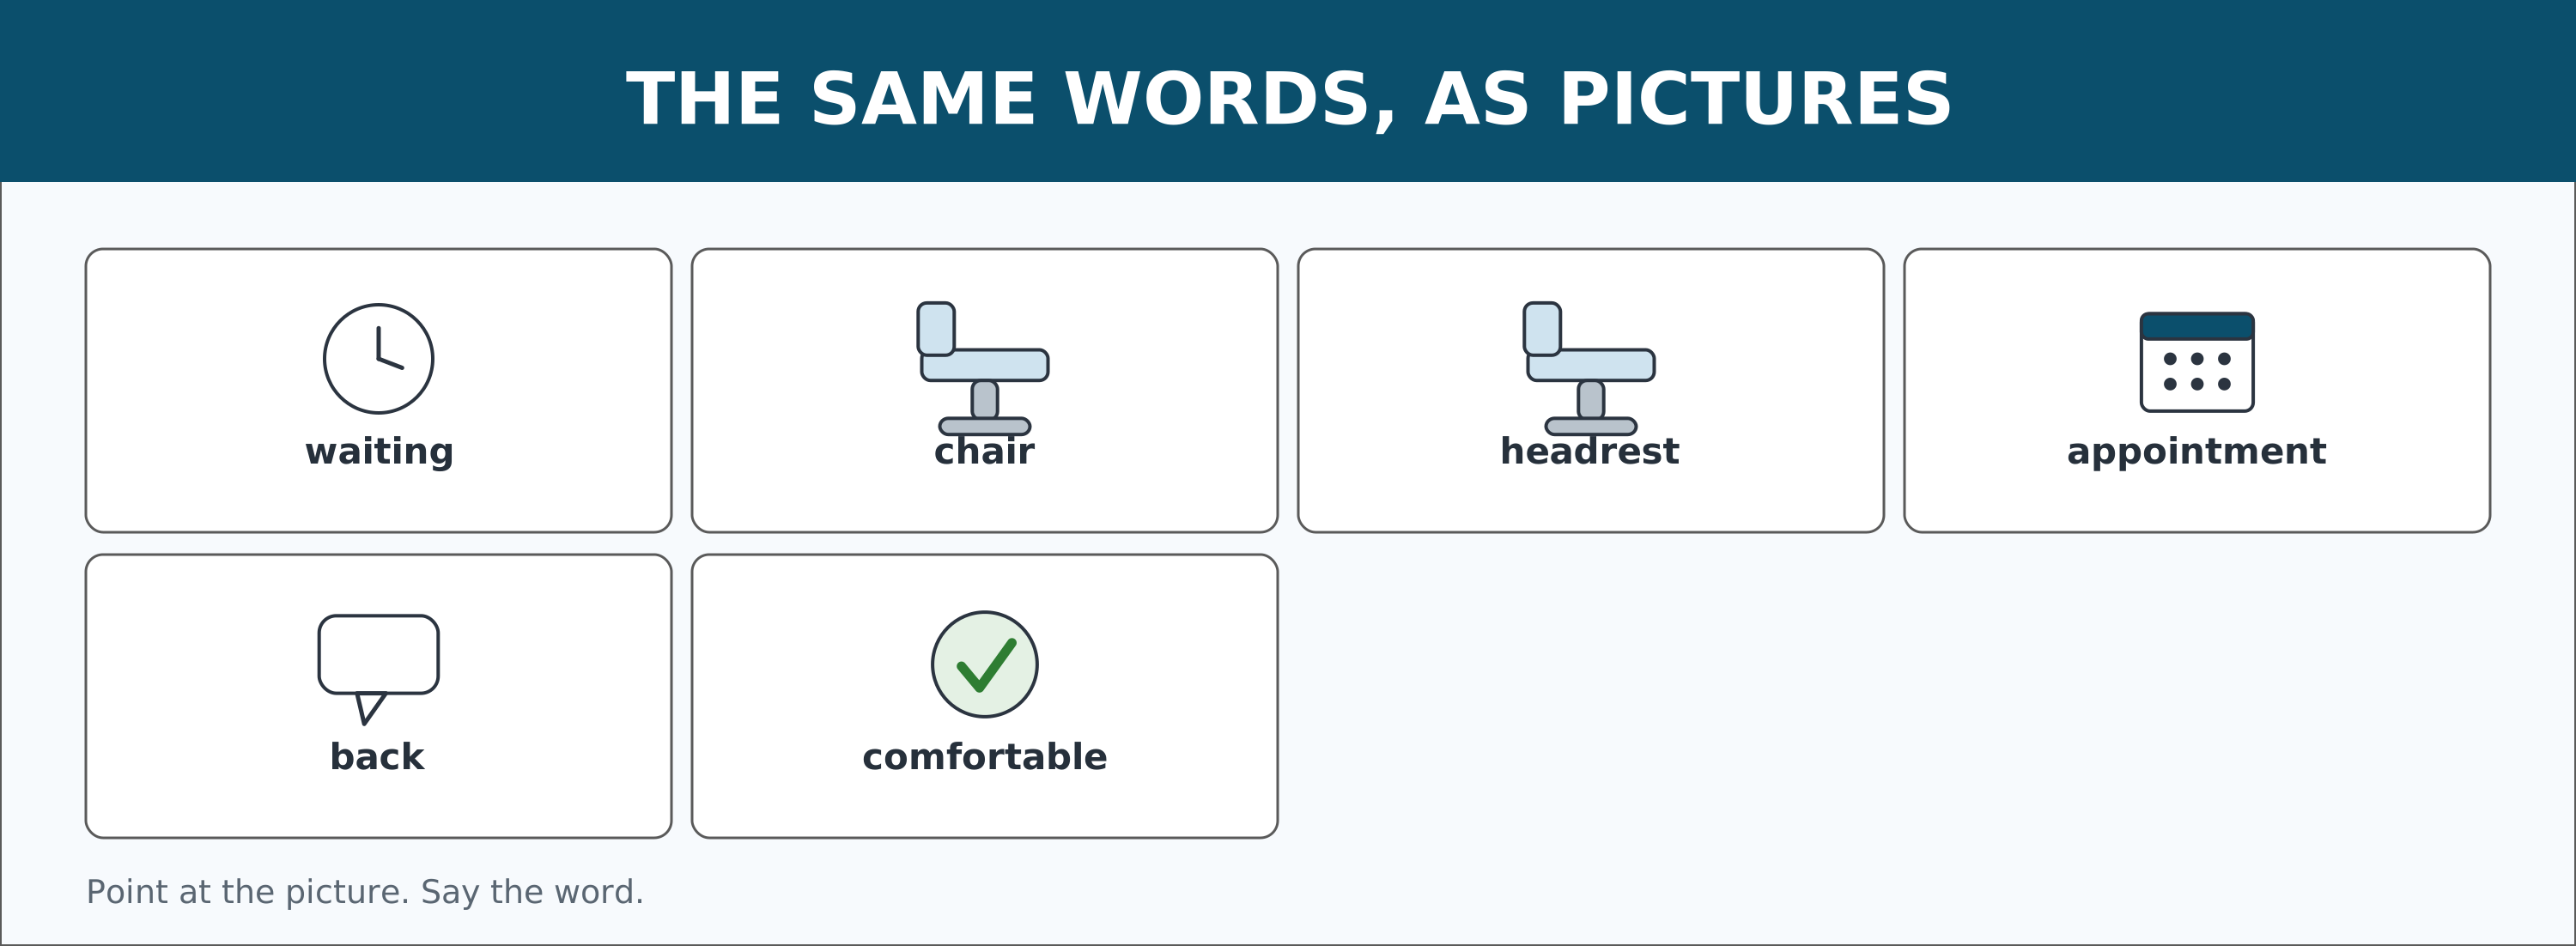 THE SAME WORDS, AS PICTURES
waiting
chair
headrest
appointment
back
comfortable
Point at the picture. Say the word.